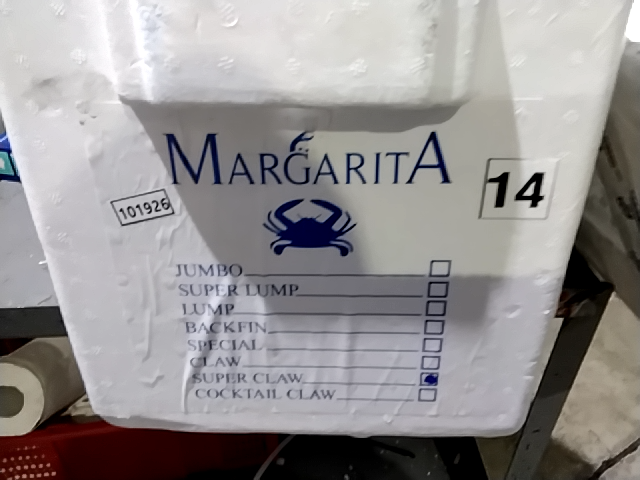 MARGARITA
14
101926
JUMBO
SUPER LUMP
LUMP
BACKFIN
SPECIAL
CLAW
SUPER CLAW
COCKTAIL CLAW